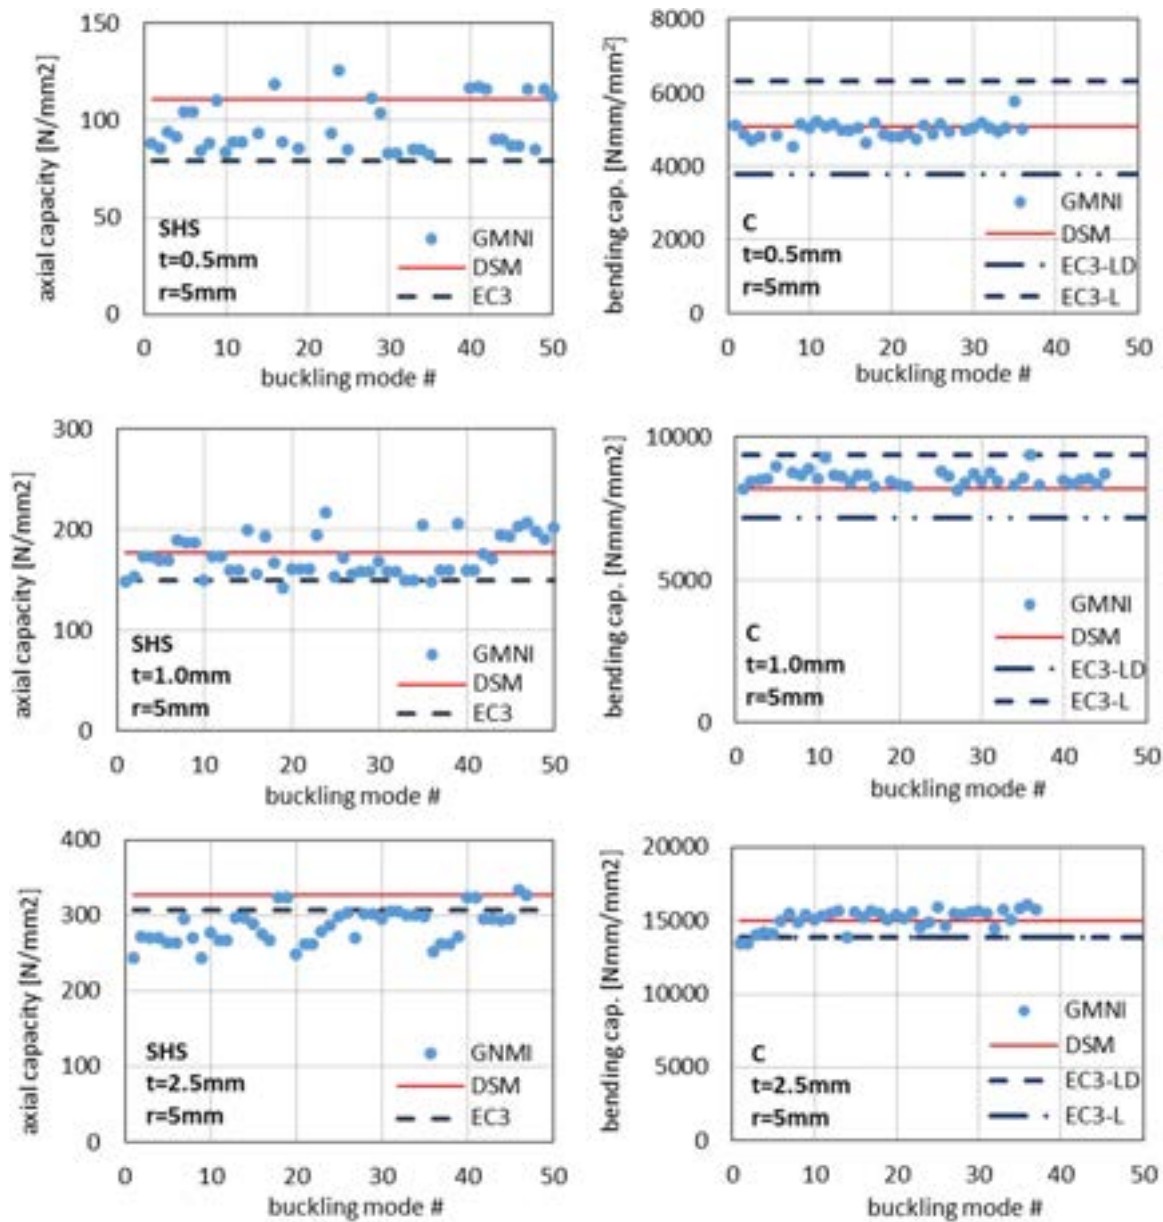 150
100
50
0
axial capacity [N/mm2]
SHS
t=0.5mm
r=5mm
GMNI
DSM
EC3
0 10 20 30 40 50
buckling mode #
8000
6000
4000
2000
0
bending cap. [Nmm/mm²]
C
t=0.5mm
r=5mm
GMNI
DSM
EC3-LD
EC3-L
0 10 20 30 40 50
buckling mode #
300
200
100
0
axial capacity [N/mm2]
SHS
t=1.0mm
r=5mm
GMNI
DSM
EC3
0 10 20 30 40 50
buckling mode #
10000
5000
0
bending cap. [Nmm/mm2]
C
t=1.0mm
r=5mm
GMNI
DSM
EC3-LD
EC3-L
0 10 20 30 40 50
buckling mode #
400
300
200
100
0
axial capacity [N/mm2]
SHS
t=2.5mm
r=5mm
GNMI
DSM
EC3
0 10 20 30 40 50
buckling mode #
20000
15000
10000
5000
0
bending cap. [Nmm/mm2]
C
t=2.5mm
r=5mm
GMNI
DSM
EC3-LD
EC3-L
0 10 20 30 40 50
buckling mode #